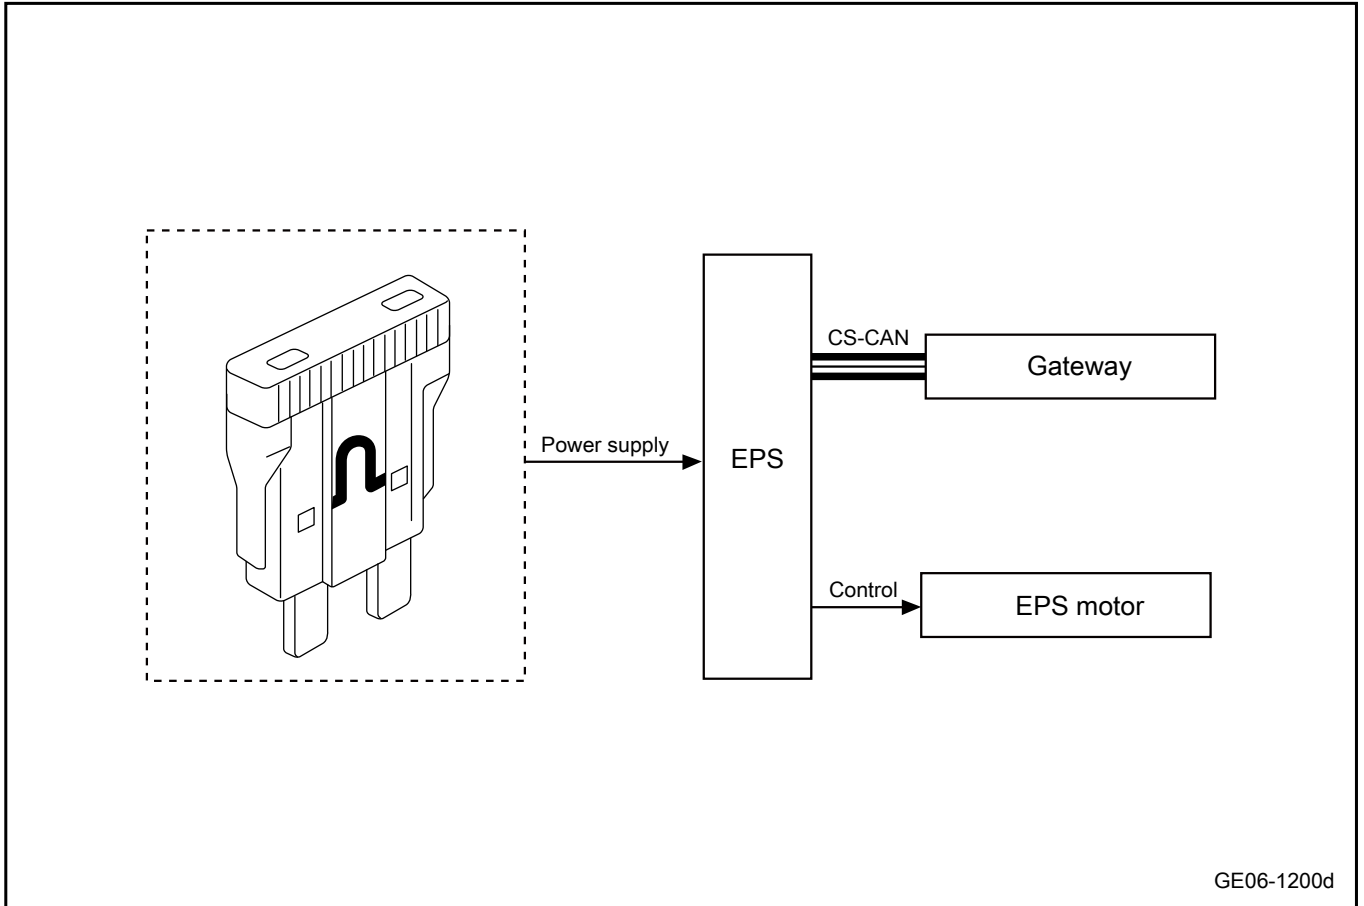 CS-CAN
Gateway
Power supply
EPS
Control
EPS motor
GE06-1200d